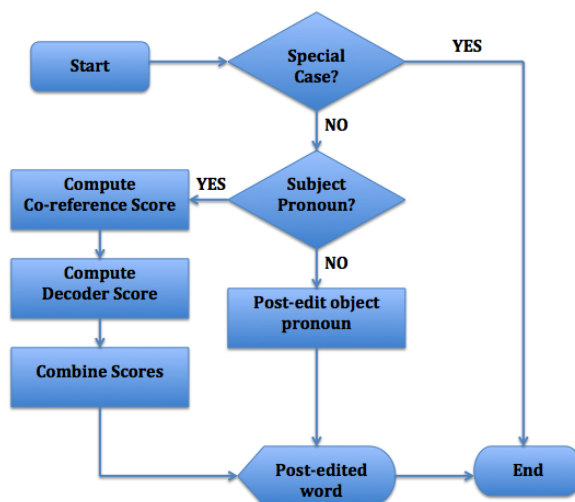 Start
Special
Case?
YES
NO
Subject
Pronoun?
YES
Compute
Co-reference Score
NO
Compute
Decoder Score
Post-edit object
pronoun
Combine Scores
Post-edited
word
End